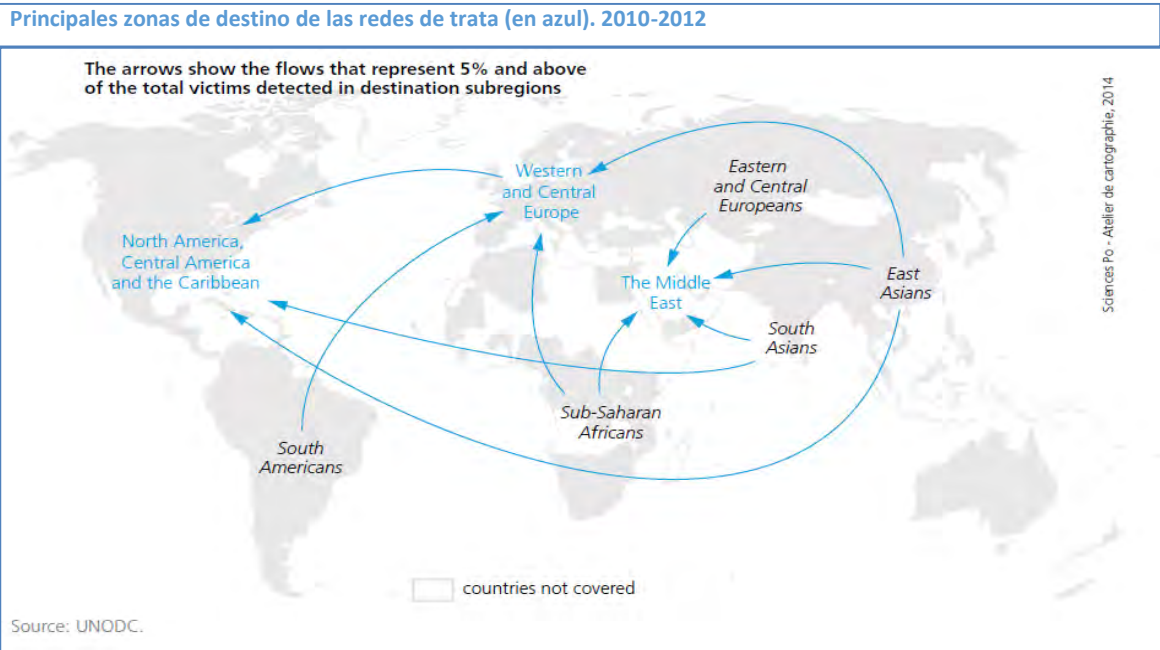 Principales zonas de destino de las redes de trata (en azul). 2010-2012
The arrows show the flows that represent 5% and above
of the total victims detected in destination subregions
Sciences Po - Atelier de cartographie, 2014
Western
and Central
Europe
Eastern
and Central
Europeans
North America,
Central America
and the Caribbean
The Middle
East
East
Asians
South
Asians
Sub-Saharan
Africans
South
Americans
countries not covered
Source: UNODC.